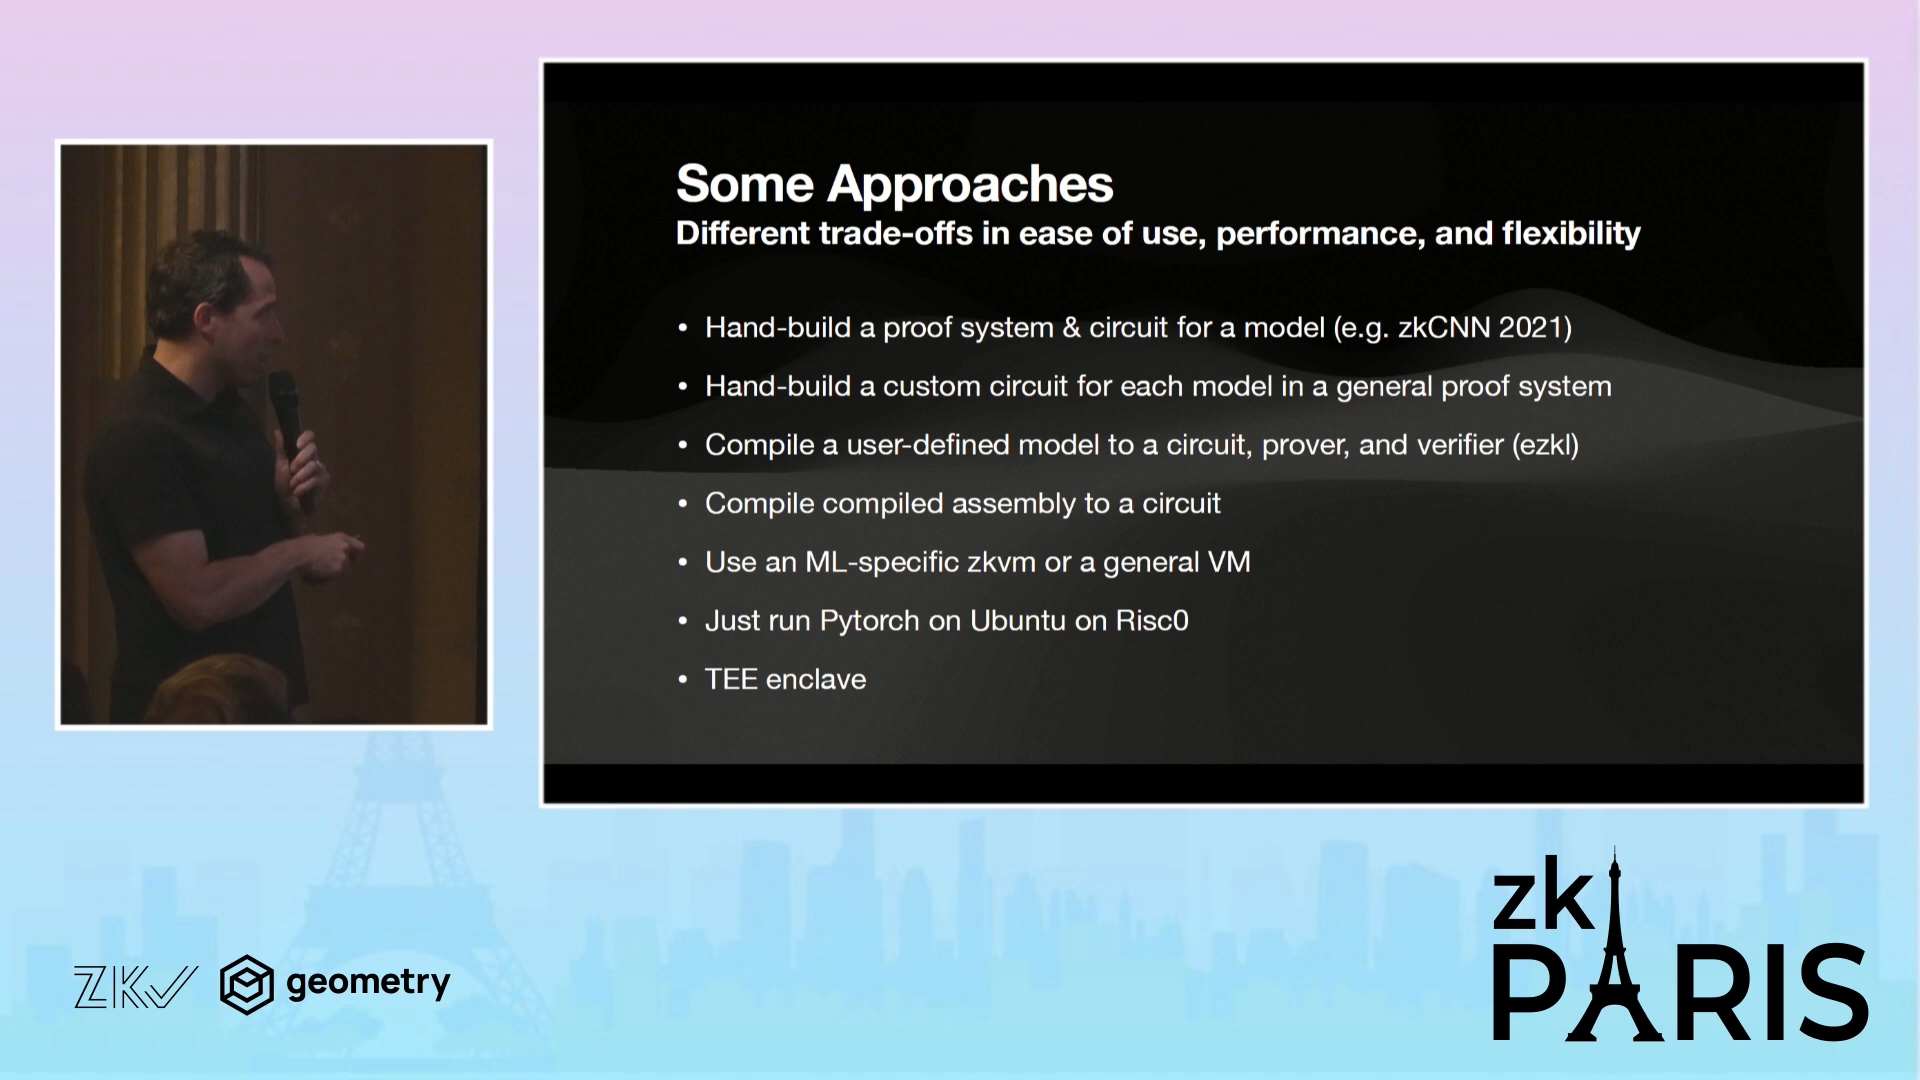 Some Approaches
Different trade-offs in ease of use, performance, and flexibility
• Hand-build a proof system & circuit for a model (e.g. zkCNN 2021)
• Hand-build a custom circuit for each model in a general proof system
• Compile a user-defined model to a circuit, prover, and verifier (ezkl)
• Compile compiled assembly to a circuit
• Use an ML-specific zkvm or a general VM
• Just run Pytorch on Ubuntu on Risc0
• TEE enclave
ZKV
geometry
zk
PARIS